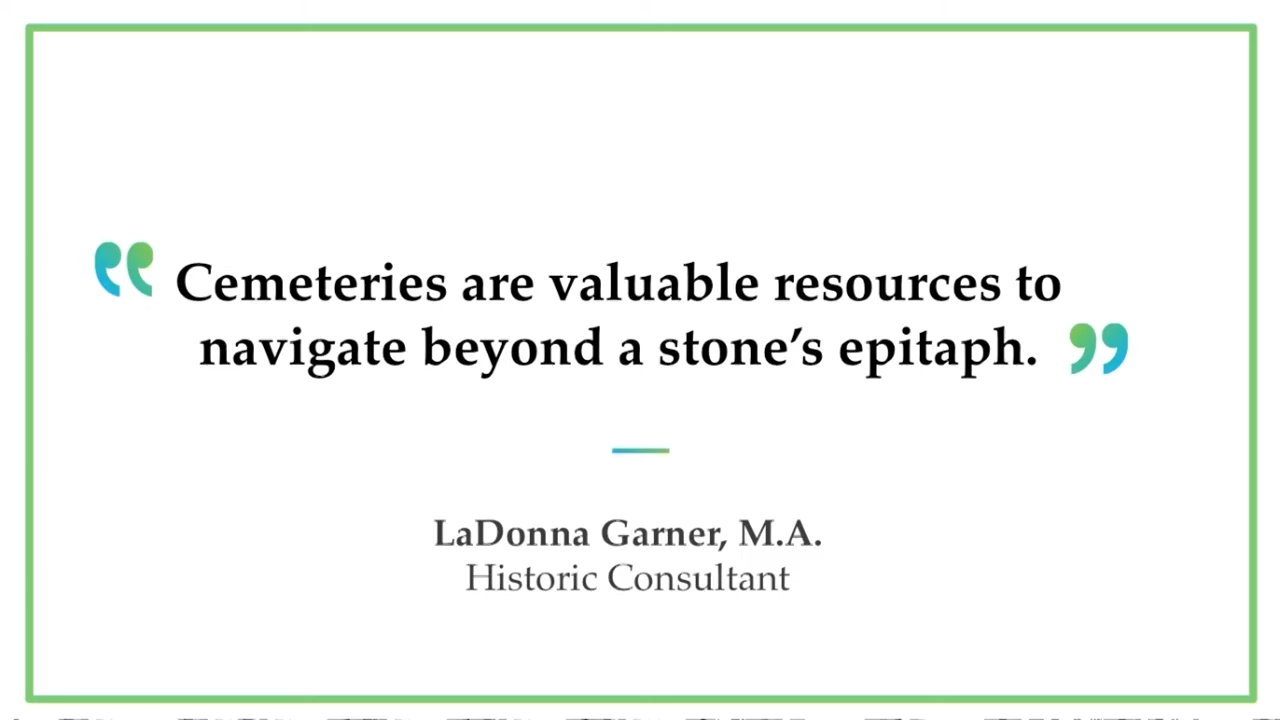 “Cemeteries are valuable resources to
navigate beyond a stone’s epitaph.”
LaDonna Garner, M.A.
Historic Consultant